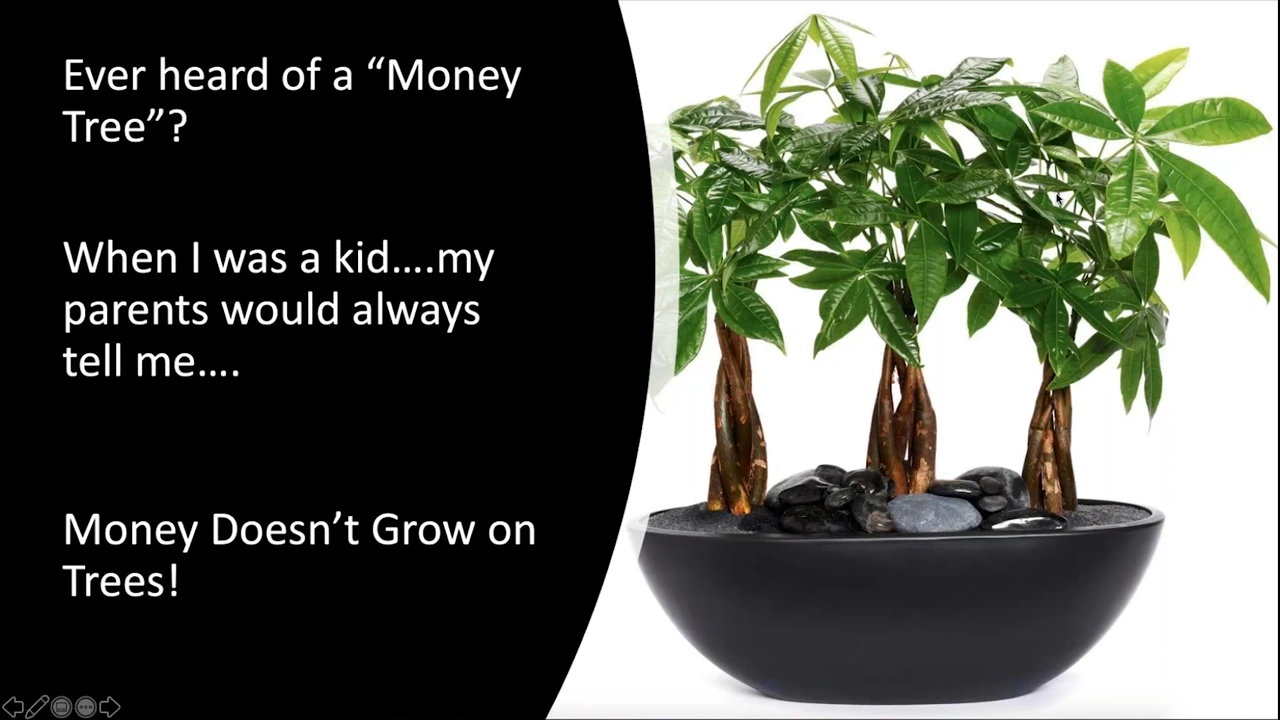 Ever heard of a “Money
Tree”?
When I was a kid….my
parents would always
tell me….
Money Doesn’t Grow on
Trees!